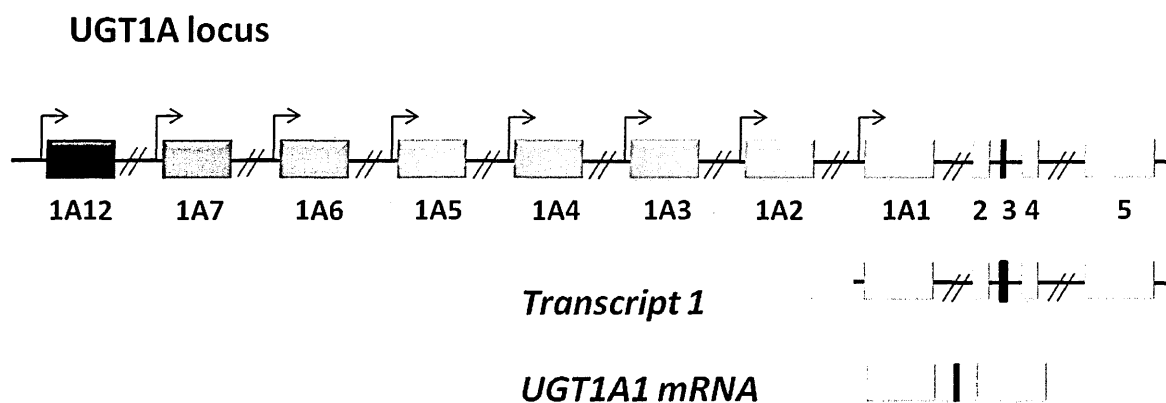 UGT1A locus
1A12 1A7 1A6 1A5 1A4 1A3 1A2 1A1 2 3 4 5
Transcript 1
UGT1A1 mRNA